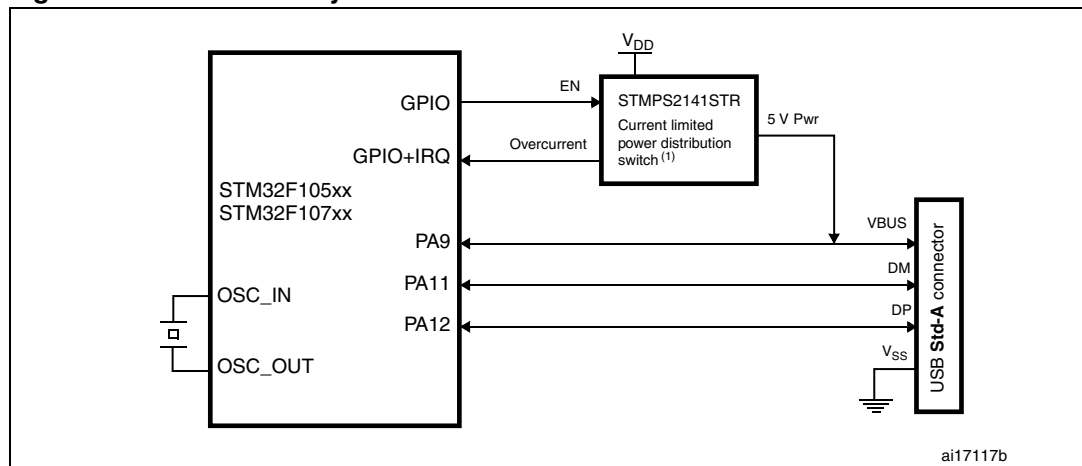 V_DD
GPIO
EN
STMPS2141STR
Current limited
power distribution
switch (1)
5 V Pwr
GPIO+IRQ
Overcurrent
STM32F105xx
STM32F107xx
PA9
VBUS
PA11
DM
PA12
DP
OSC_IN
OSC_OUT
V_SS
USB Std-A connector
ai17117b